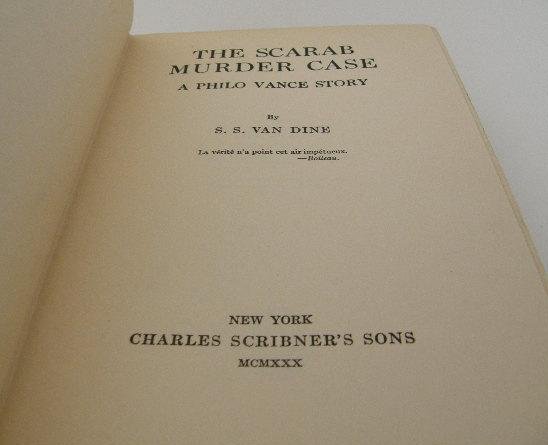 THE SCARAB
MURDER CASE
A PHILO VANCE STORY
By
S. S. VAN DINE
La vérité n'a point cet air impétueux.
—Boileau.
NEW YORK
CHARLES SCRIBNER'S SONS
MCMXXX